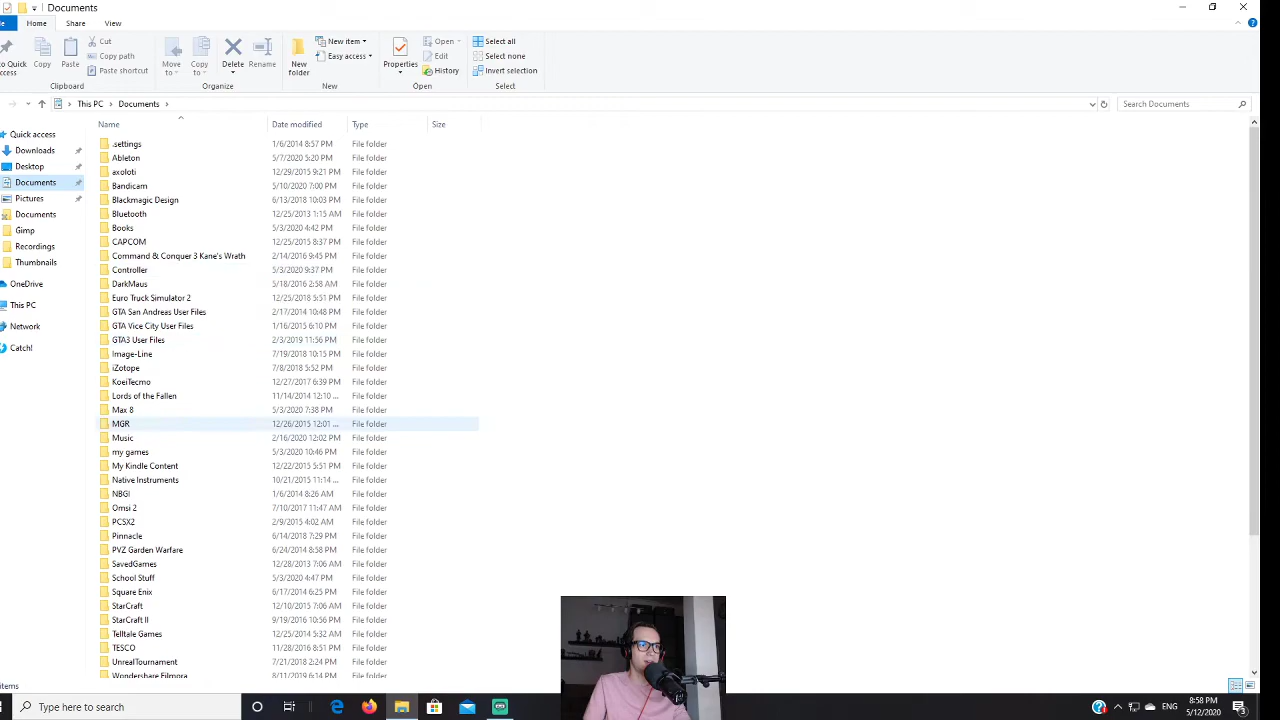 Documents
Home Share View
Cut
Copy path
Paste shortcut
Copy Paste
Clipboard
Move to Copy to Delete Rename
Organize
New folder
New item
Easy access
New
Properties
Open
Edit
History
Open
Select all
Select none
Invert selection
Select
This PC > Documents >
Search Documents
Name Date modified Type Size
Quick access
Downloads
Desktop
Documents
Pictures
Documents
Gimp
Recordings
Thumbnails
OneDrive
This PC
Network
Catch!
.settings 1/6/2014 8:57 PM File folder
Ableton 5/7/2020 5:20 PM File folder
axoloti 12/29/2015 9:21 PM File folder
Bandicam 5/10/2020 7:00 PM File folder
Blackmagic Design 6/13/2018 10:03 PM File folder
Bluetooth 12/25/2013 1:15 AM File folder
Books 5/3/2020 4:42 PM File folder
CAPCOM 12/25/2015 8:37 PM File folder
Command & Conquer 3 Kane's Wrath 2/14/2016 9:45 PM File folder
Controller 5/3/2020 9:37 PM File folder
DarkMaus 5/18/2016 2:58 AM File folder
Euro Truck Simulator 2 12/25/2018 5:51 PM File folder
GTA San Andreas User Files 2/17/2014 10:48 PM File folder
GTA Vice City User Files 1/16/2015 6:10 PM File folder
GTA3 User Files 2/3/2019 11:56 PM File folder
Image-Line 7/19/2018 10:15 PM File folder
iZotope 7/8/2018 5:52 PM File folder
KoeiTecmo 12/27/2017 6:39 PM File folder
Lords of the Fallen 11/14/2014 12:10 ... File folder
Max 8 5/3/2020 7:38 PM File folder
MGR 12/26/2015 12:01 ... File folder
Music 2/16/2020 12:02 PM File folder
my games 5/3/2020 10:46 PM File folder
My Kindle Content 12/22/2015 5:51 PM File folder
Native Instruments 10/21/2015 11:14 ... File folder
NBGI 1/6/2014 8:26 AM File folder
Omsi 2 7/10/2017 11:47 AM File folder
PCSX2 2/9/2015 4:02 AM File folder
Pinnacle 6/14/2018 7:29 PM File folder
PVZ Garden Warfare 6/24/2014 8:58 PM File folder
SavedGames 12/28/2013 7:06 AM File folder
School Stuff 5/3/2020 4:47 PM File folder
Square Enix 6/17/2014 6:25 PM File folder
StarCraft 12/10/2015 7:06 AM File folder
StarCraft II 9/19/2016 10:56 PM File folder
Telltale Games 12/25/2014 5:32 AM File folder
TESCO 11/28/2016 8:51 PM File folder
UnrealTournament 7/21/2018 2:24 PM File folder
Wondershare Filmora 8/11/2019 6:14 PM File folder
items
Type here to search
ENG
8:58 PM
5/12/2020